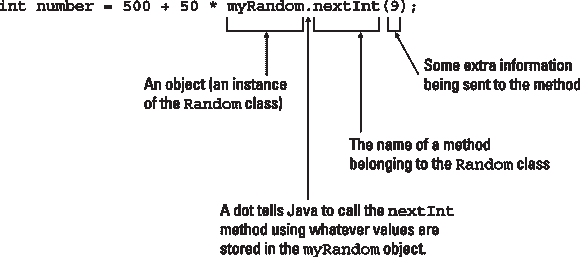 int number = 500 + 50 * myRandom.nextInt(9);
Some extra information
being sent to the method
An object (an instance
of the Random class)
The name of a method
belonging to the Random class
A dot tells Java to call the nextInt
method using whatever values are
stored in the myRandom object.